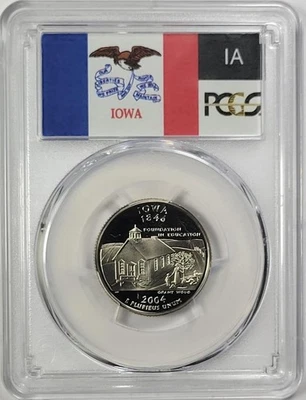 IA
IOWA
PCGS
IOWA
1846
FOUNDATION
IN EDUCATION
GRANT WOOD
2004
E PLURIBUS UNUM